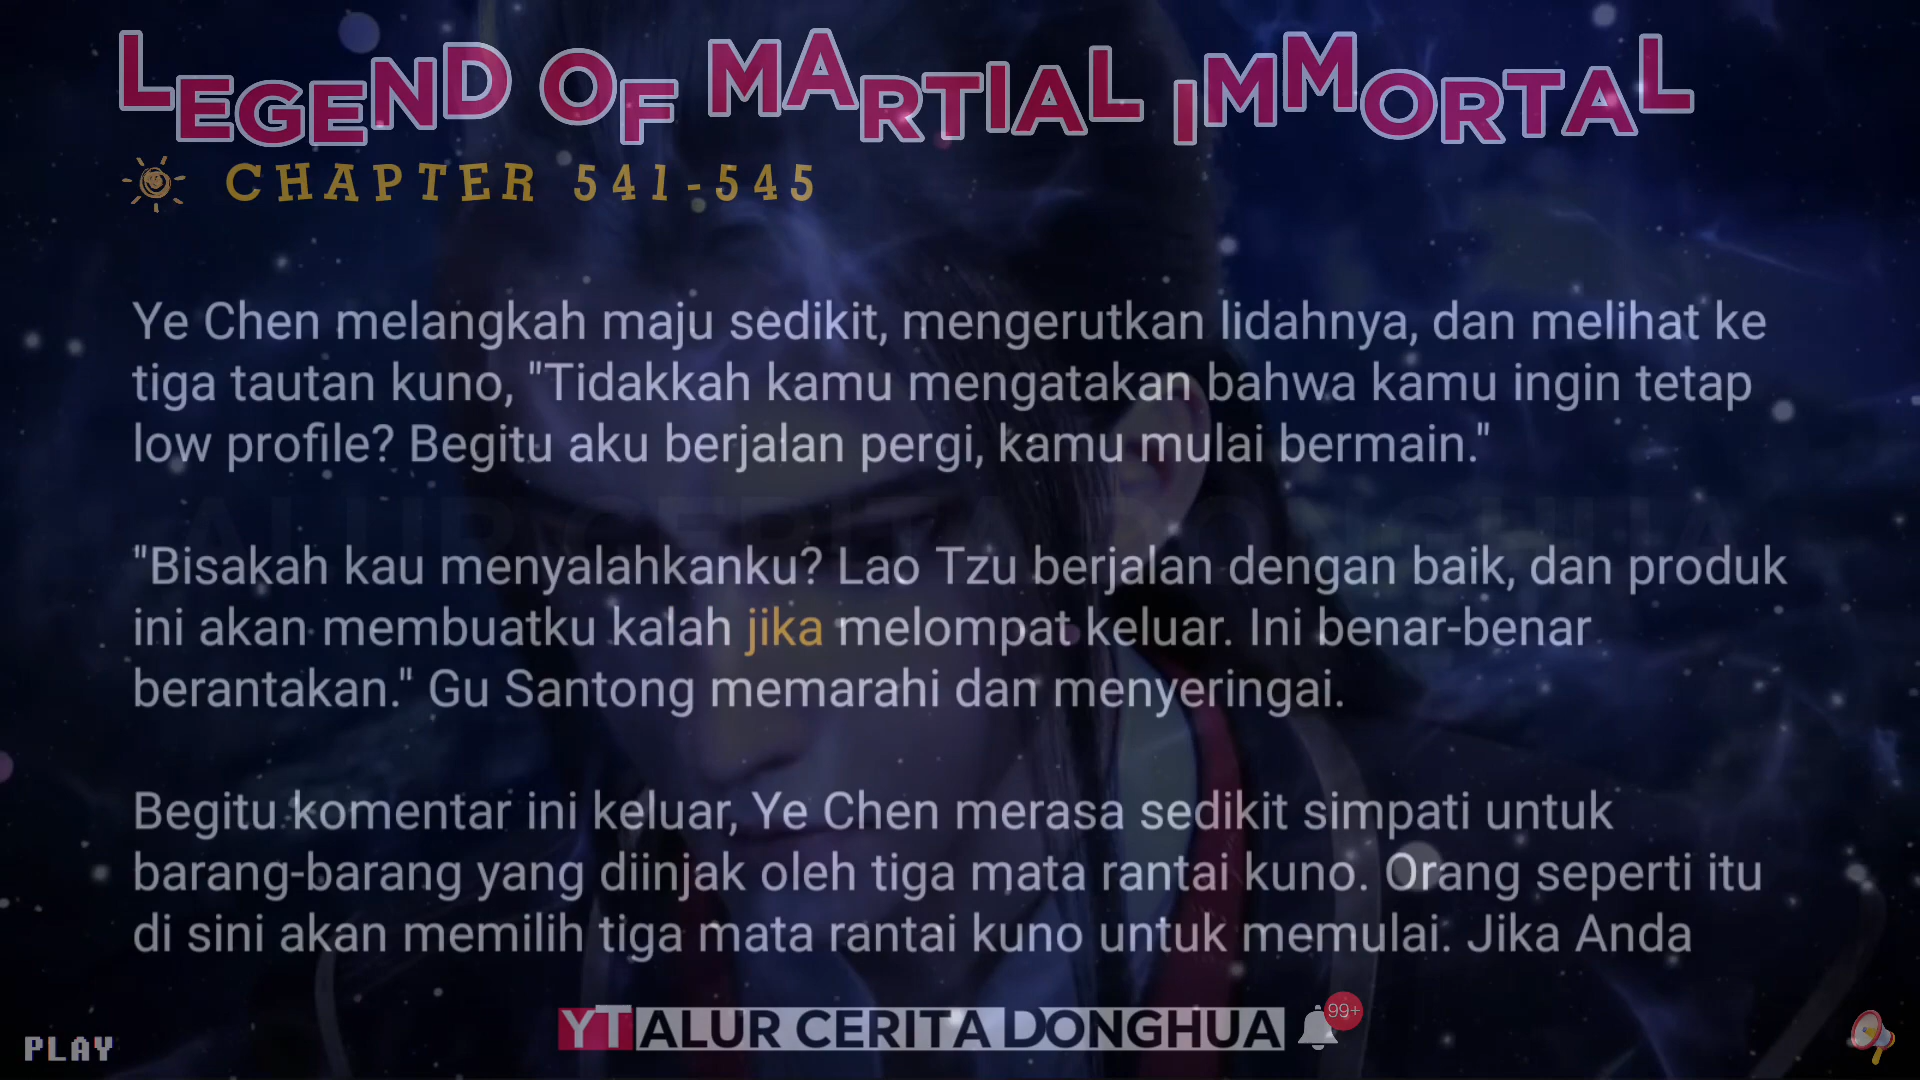 LEGEND OF MARTIAL IMMORTAL
CHAPTER 541-545
Ye Chen melangkah maju sedikit, mengerutkan lidahnya, dan melihat ke
tiga tautan kuno, "Tidakkah kamu mengatakan bahwa kamu ingin tetap
low profile? Begitu aku berjalan pergi, kamu mulai bermain."
ALUR CERITA DONGHUA
"Bisakah kau menyalahkanku? Lao Tzu berjalan dengan baik, dan produk
ini akan membuatku kalah jika melompat keluar. Ini benar-benar
berantakan." Gu Santong memarahi dan menyeringai.
Begitu komentar ini keluar, Ye Chen merasa sedikit simpati untuk
barang-barang yang diinjak oleh tiga mata rantai kuno. Orang seperti itu
di sini akan memilih tiga mata rantai kuno untuk memulai. Jika Anda
PLAY
YT ALUR CERITA DONGHUA
99+